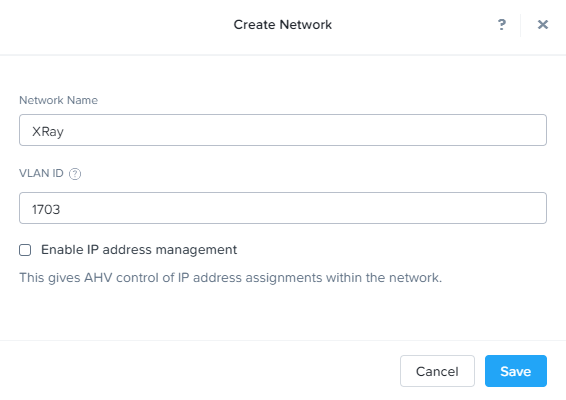 Create Network
?
×
Network Name
XRay
VLAN ID ?
1703
Enable IP address management
This gives AHV control of IP address assignments within the network.
Cancel
Save